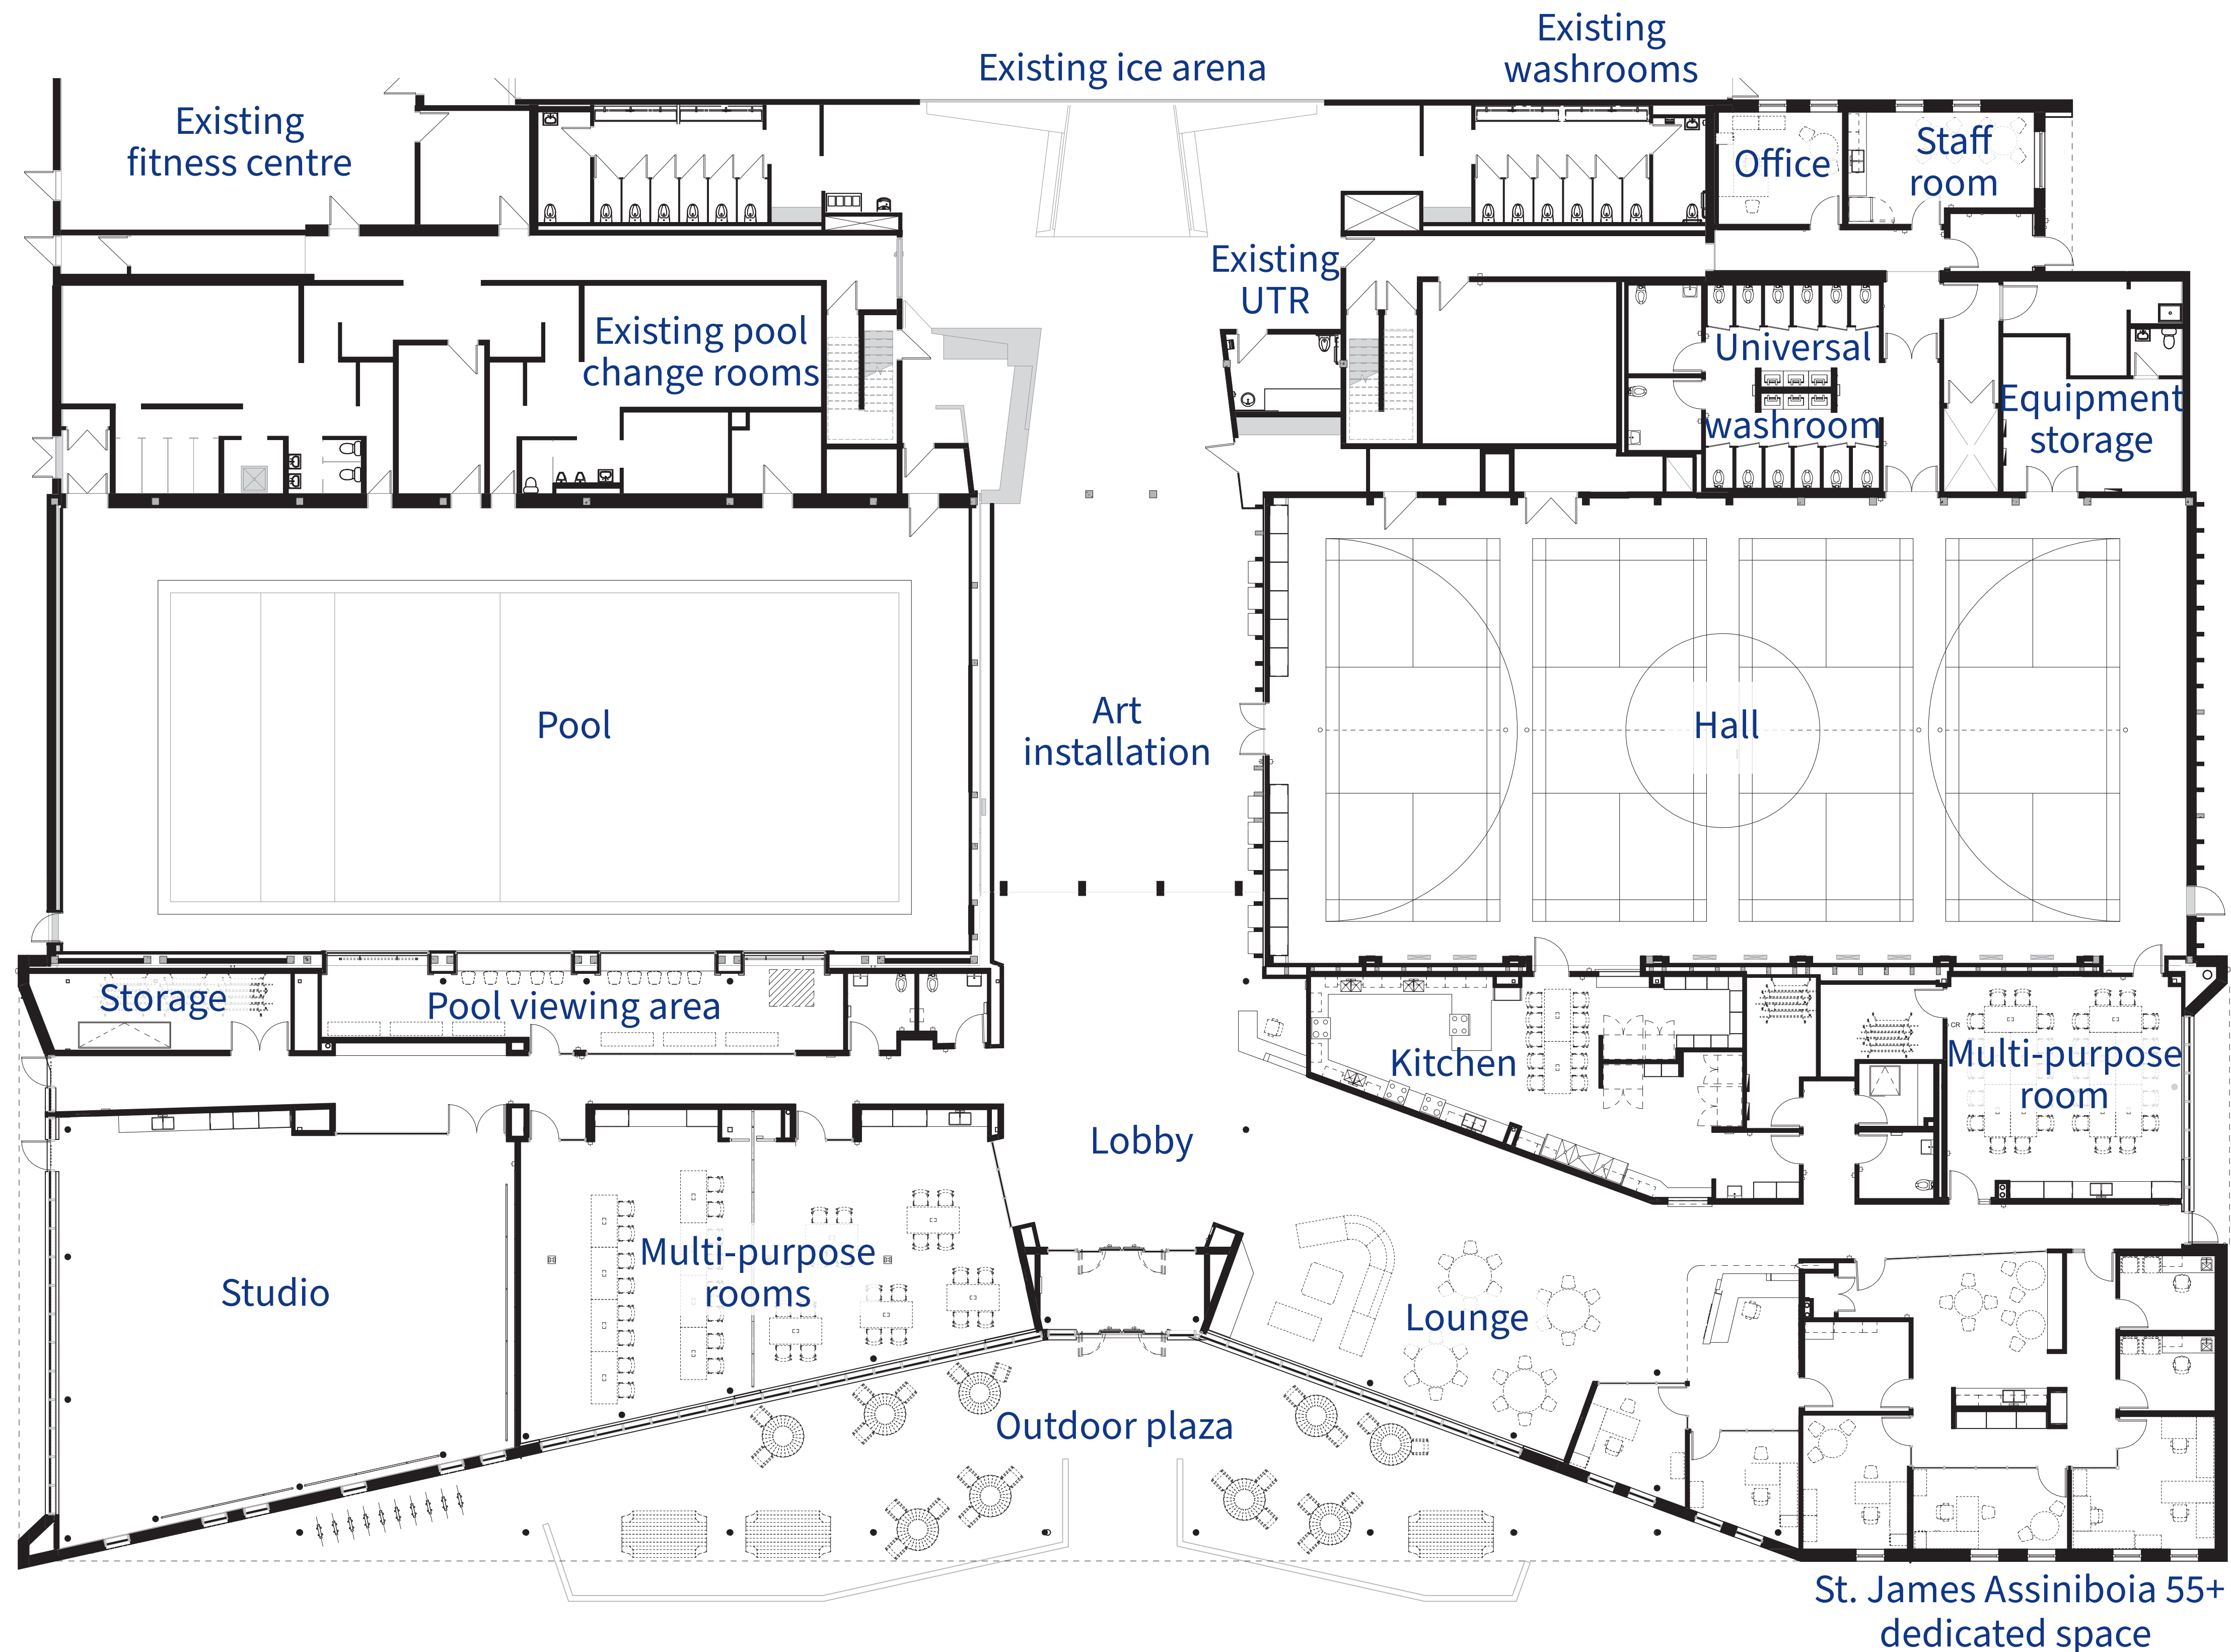 Existing
washrooms
Existing ice arena
Existing
fitness centre
Office
Staff
room
Existing
UTR
Existing pool
change rooms
Universal
washroom
Equipment
storage
Pool
Art
installation
Hall
Storage
Pool viewing area
Kitchen
CR
Multi-purpose
room
Lobby
Studio
Multi-purpose
rooms
Lounge
Outdoor plaza
St. James Assiniboia 55+
dedicated space